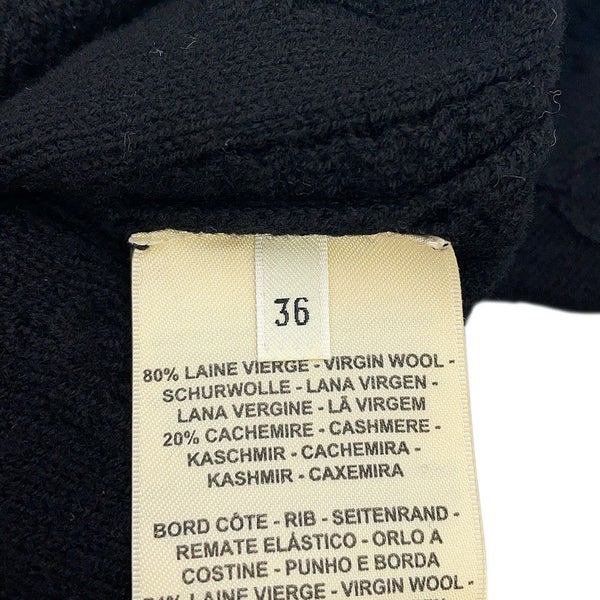 36
80% LAINE VIERGE - VIRGIN WOOL -
SCHURWOLLE - LANA VIRGEN -
LANA VERGINE - LÃ VIRGEM
20% CACHEMIRE - CASHMERE -
KASCHMIR - CACHEMIRA -
KASHMIR - CAXEMIRA
BORD CÔTE - RIB - SEITENRAND -
REMATE ELÁSTICO - ORLO A
COSTINE - PUNHO E BORDA
LAINE VIERGE - VIRGIN WOOL -